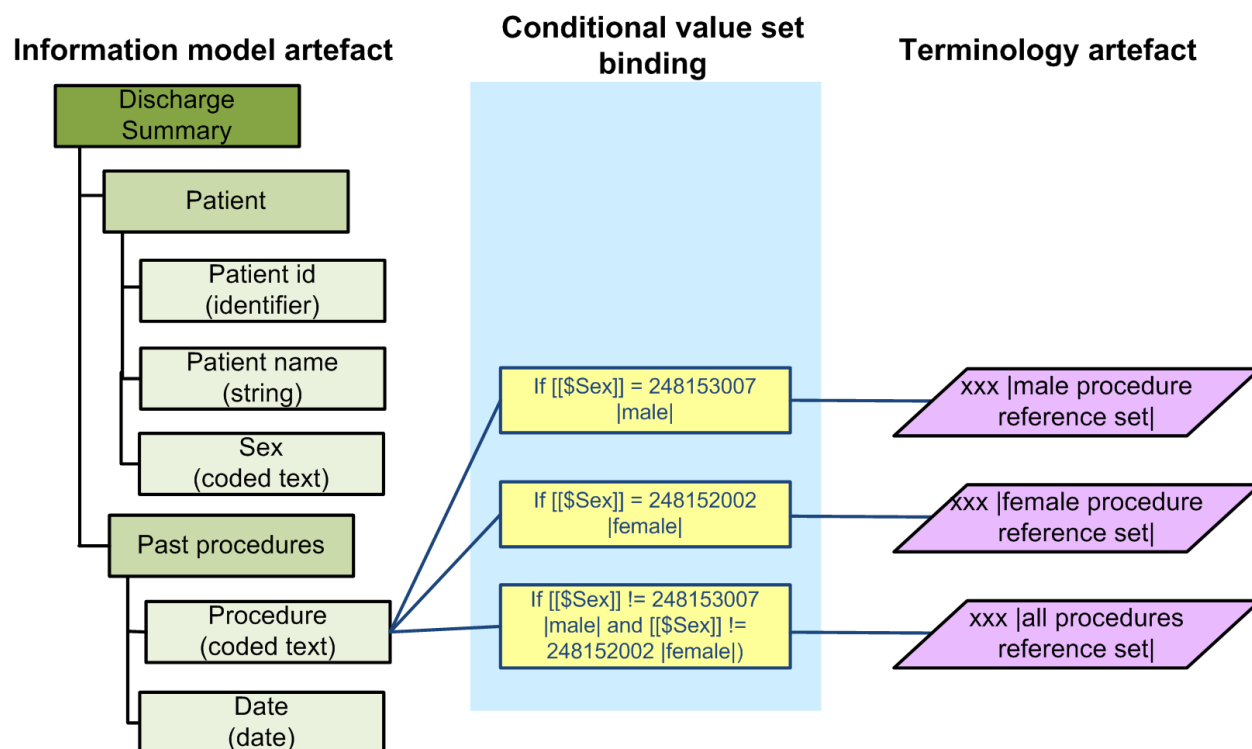 Information model artefact
Conditional value set
binding
Terminology artefact
Discharge
Summary
Patient
Patient id
(identifier)
Patient name
(string)
Sex
(coded text)
Past procedures
Procedure
(coded text)
Date
(date)
If [[$Sex]] = 248153007
|male|
If [[$Sex]] = 248152002
|female|
If [[$Sex]] != 248153007
|male| and [[$Sex]] !=
248152002 |female|)
xxx |male procedure
reference set|
xxx |female procedure
reference set|
xxx |all procedures
reference set|